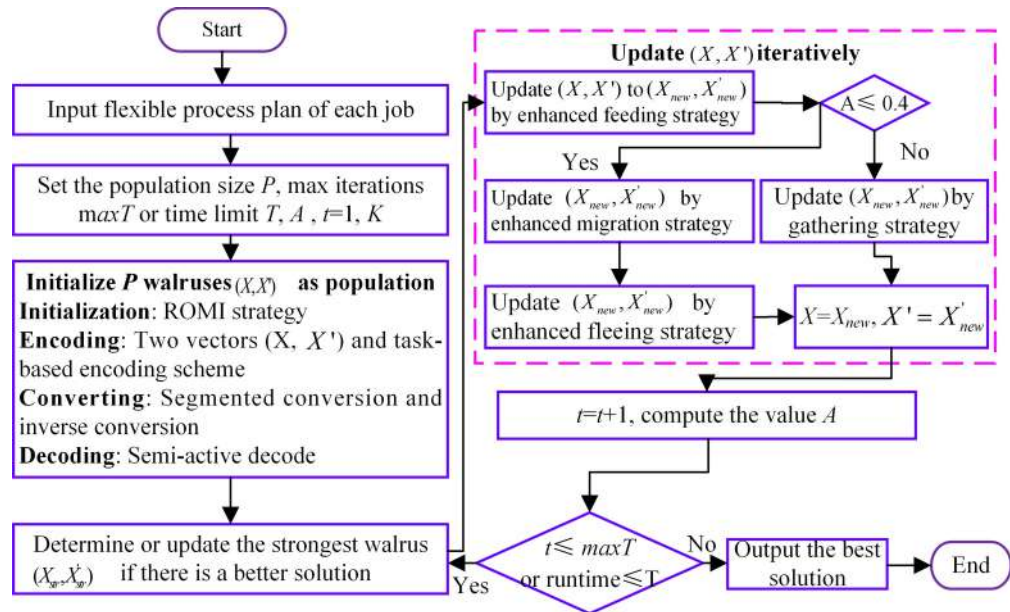 Start
Input flexible process plan of each job
Set the population size P, max iterations
maxT or time limit T, A , t=1, K
Initialize P walruses (X,X') as population
Initialization: ROMI strategy
Encoding: Two vectors (X, X') and task-
based encoding scheme
Converting: Segmented conversion and
inverse conversion
Decoding: Semi-active decode
Determine or update the strongest walrus
if there is a better solution
Update (X, X') iteratively
Update (X, X') to (Xnew, X'new)
by enhanced feeding strategy
A≤ 0.4
Yes
No
Update (Xnew, X'new) by
enhanced migration strategy
Update (Xnew, X'new) by
gathering strategy
Update (Xnew, X'new) by
enhanced fleeing strategy
X=Xnew, X' = X'new
t=t+1, compute the value A
t≤ maxT
or runtime≤T
Yes
No
Output the best
solution
End